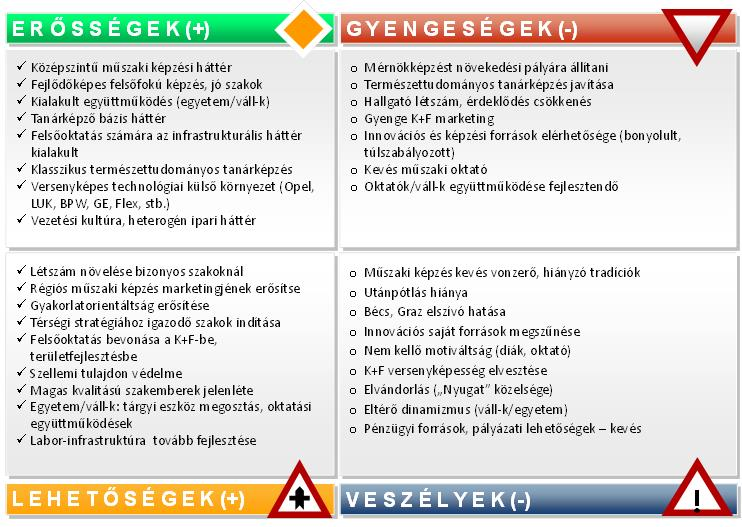 ERŐSSÉGEK (+)
✓ Középszintű műszaki képzési háttér
✓ Fejlődőképes felsőfokú képzés, jó szakok
✓ Kialakult együttműködés (egyetem/váll-k)
✓ Tanárképző bázis háttér
✓ Felsőoktatás számára az infrastrukturális háttér
kialakult
✓ Klasszikus természettudományos tanárképzés
✓ Versenyképes technológiai külső környezet (Opel,
LUK, BPW, GE, Flex, stb.)
✓ Vezetési kultúra, heterogén ipari háttér
GYENGESÉGEK (-)
o Mérnökképzést növekedési pályára állítani
o Természettudományos tanárképzés javítása
o Hallgató létszám, érdeklődés csökkenés
o Gyenge K+F marketing
o Innovációs és képzési források elérhetősége (bonyolult,
túlszabályozott)
o Kevés műszaki oktató
o Oktatók/váll-k együttműködése fejlesztendő
✓ Létszám növelése bizonyos szakoknál
✓ Régiós műszaki képzés marketingjének erősítse
✓ Gyakorlatorientáltság erősítése
✓ Térségi stratégiához igazodó szakok indítása
✓ Felsőoktatás bevonása a K+F-be,
területfejlesztésbe
✓ Szellemi tulajdon védelme
✓ Magas kvalitású szakemberek jelenléte
✓ Egyetem/váll-k: tárgyi eszköz megosztás, oktatási
együttműködések
✓ Labor-infrastruktúra tovább fejlesztése
LEHETŐSÉGEK (+)
o Műszaki képzés kevés vonzerő, hiányzó tradíciók
o Utánpótlás hiánya
o Bécs, Graz elszívó hatása
o Innovációs saját források megszűnése
o Nem kellő motiváltság (diák, oktató)
o K+F versenyképesség elvesztése
o Elvándorlás („Nyugat” közelsége)
o Eltérő dinamizmus (váll-k/egyetem)
o Pénzügyi források, pályázati lehetőségek – kevés
VESZÉLYEK (-)
!